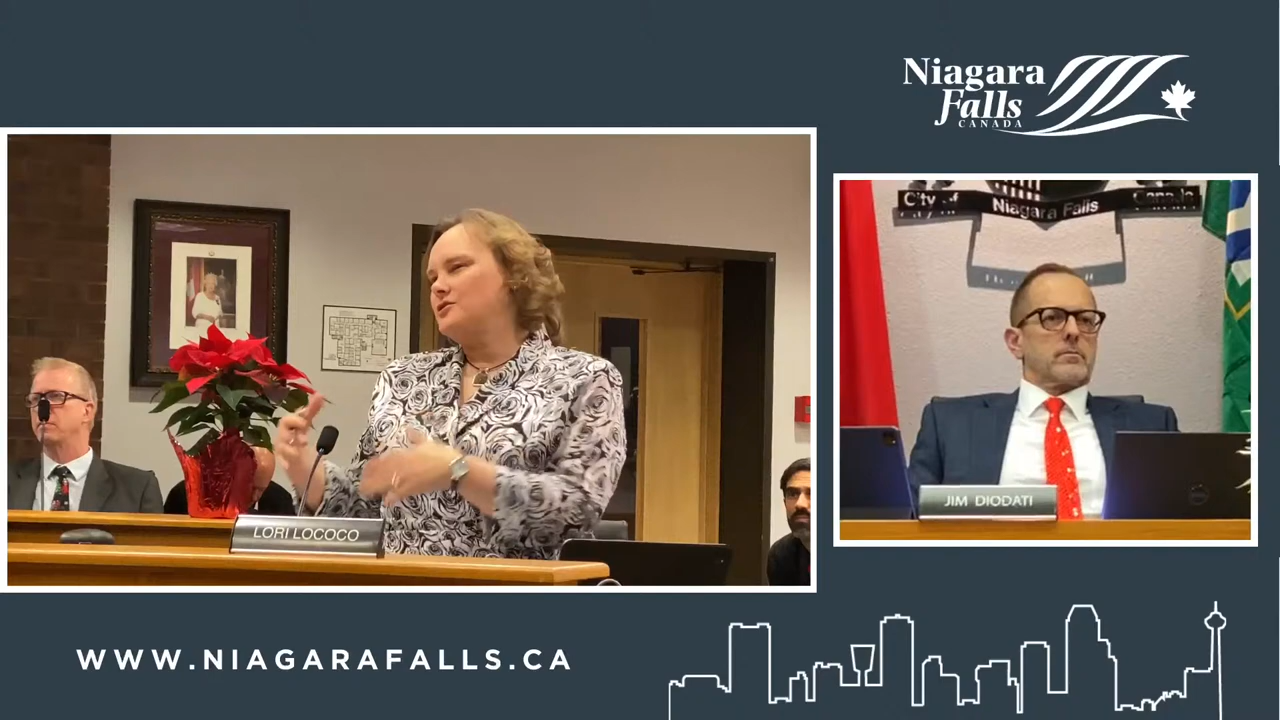 Niagara
Falls
CANADA
City of Niagara Falls Canada
LORI LOCOCO
JIM DIODATI
WWW.NIAGARAFALLS.CA